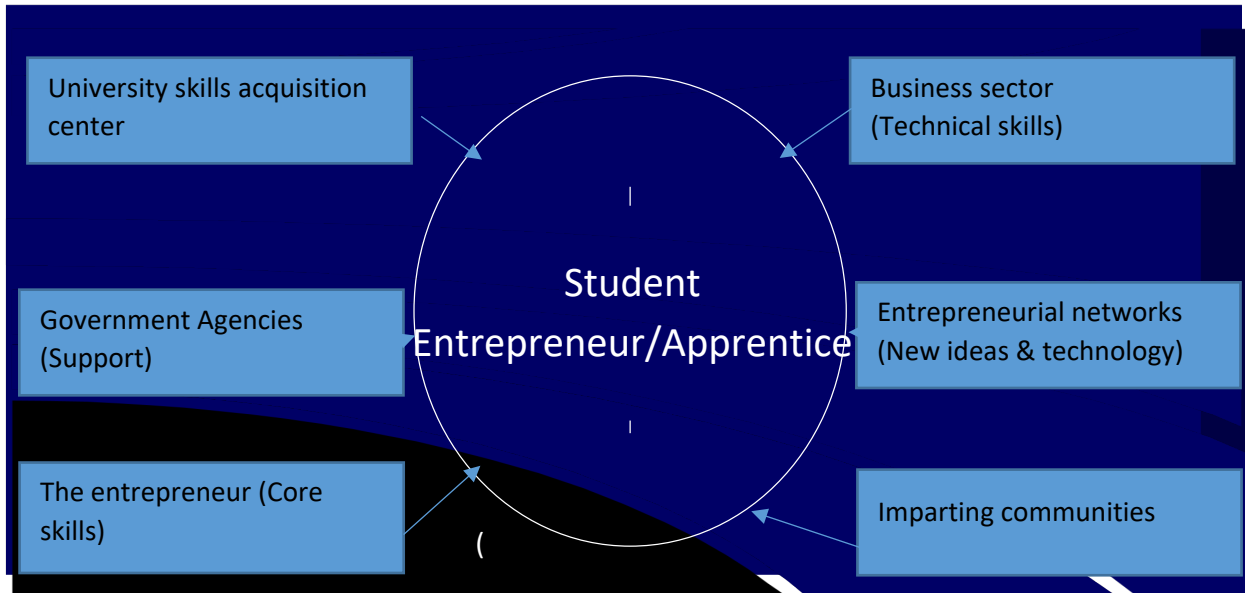 University skills acquisition
center
Business sector
(Technical skills)
Student
Entrepreneur/Apprentice
Government Agencies
(Support)
Entrepreneurial networks
(New ideas & technology)
The entrepreneur (Core
skills)
Imparting communities
(